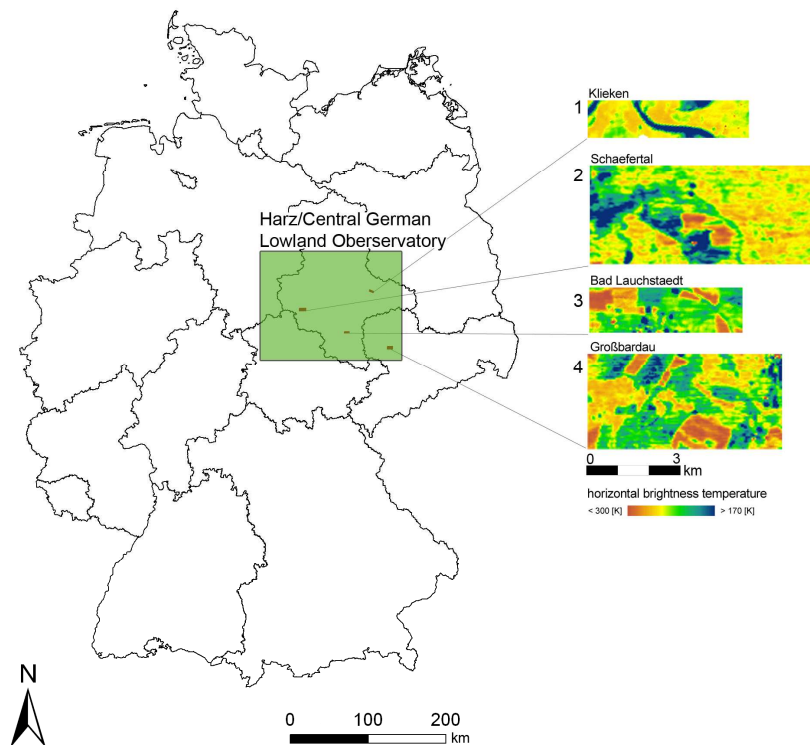 Klieken
1
Schaefertal
2
Harz/Central German
Lowland Oberservatory
Bad Lauchstaedt
3
Großbardau
4
0 3
km
horizontal brightness temperature
< 300 [K] > 170 [K]
N
0 100 200
km